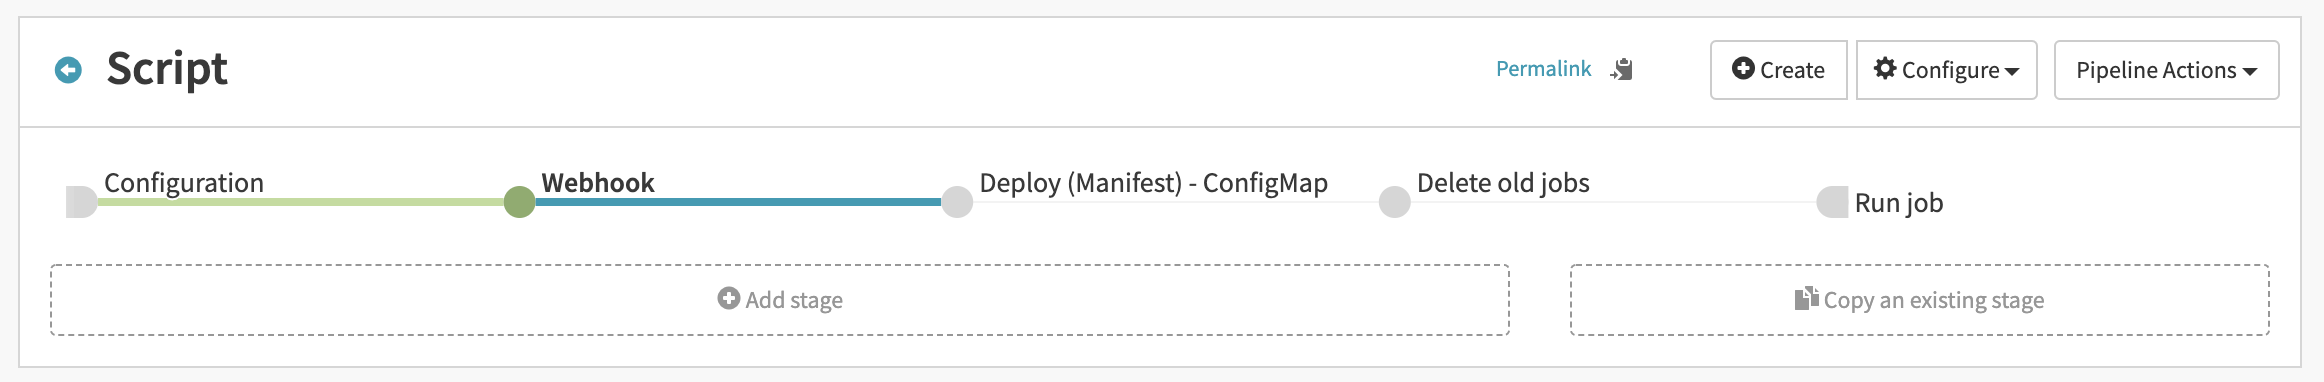 Script
Permalink
Create
Configure
Pipeline Actions
Configuration
Webhook
Deploy (Manifest) - ConfigMap
Delete old jobs
Run job
Add stage
Copy an existing stage